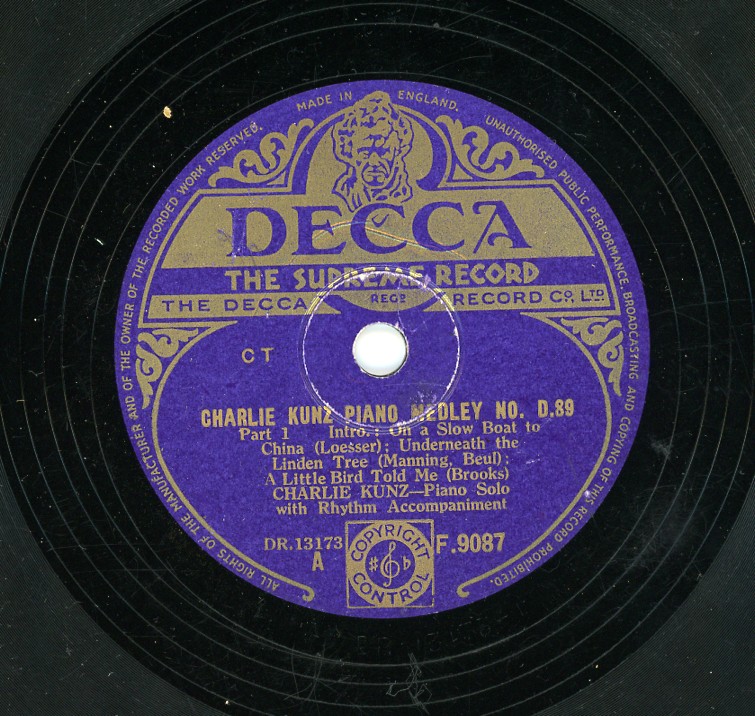 MADE IN ENGLAND.
UNAUTHORISED PUBLIC PERFORMANCE, BROADCASTING AND COPYING OF THIS RECORD PROHIBITED.
ALL RIGHTS OF THE MANUFACTURER AND OF THE OWNER OF THE RECORDED WORK RESERVED.
DECCA
THE SUPREME RECORD
THE DECCA REGD RECORD CO. LTD
CT
CHARLIE KUNZ PIANO MEDLEY NO. D.89
Part 1 Intro.: On a Slow Boat to
China (Loesser); Underneath the
Linden Tree (Manning, Beul);
A Little Bird Told Me (Brooks)
CHARLIE KUNZ—Piano Solo
with Rhythm Accompaniment
DR.13173
A
COPYRIGHT
CONTROL
F.9087